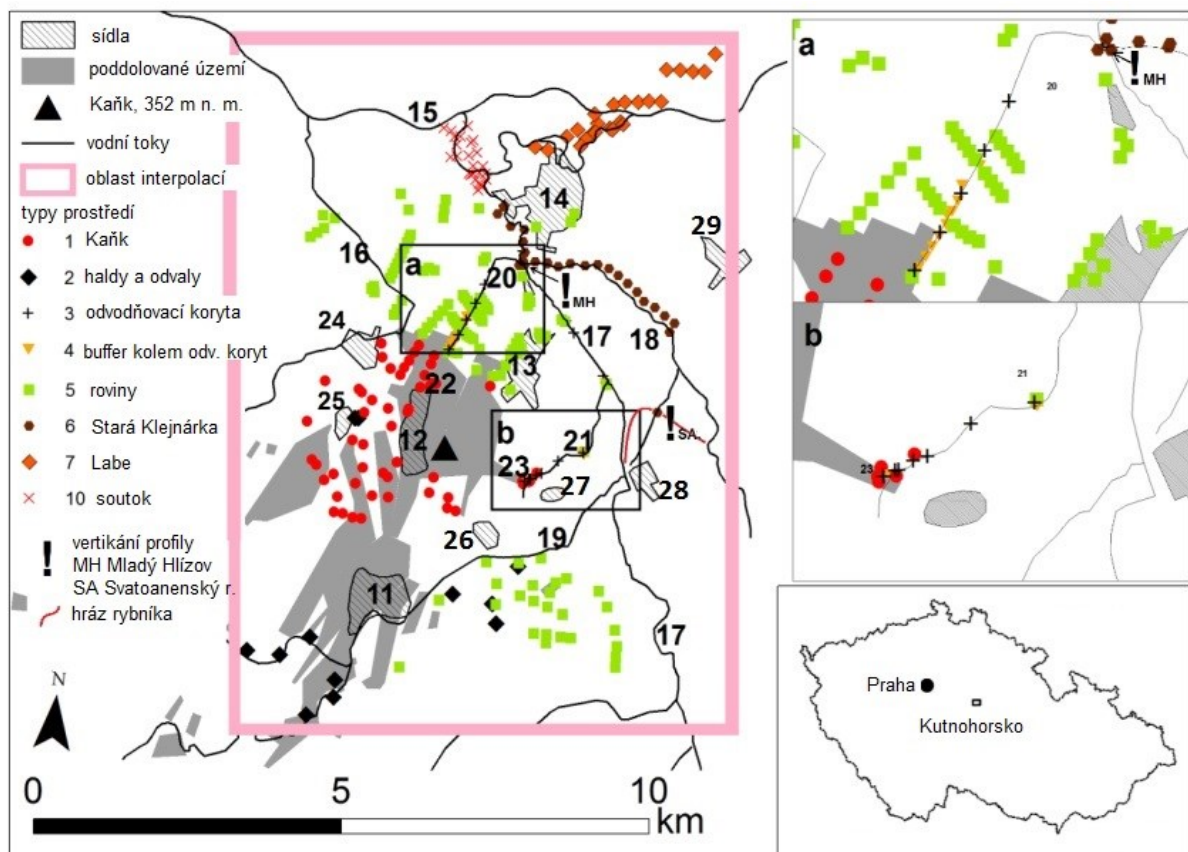 sídla
poddolované území
Kaňk, 352 m n. m.
vodní toky
oblast interpolací
typy prostředí
1 Kaňk
2 haldy a odvaly
3 odvodňovací koryta
4 buffer kolem odv. koryt
5 roviny
6 Stará Klejnárka
7 Labe
10 soutok
! vertikání profily
MH Mladý Hlízov
SA Svatoanenský r.
hráz rybníka
N
0 5 10
km
15
14
29
16
a
20
! MH
17
18
24
13
22
25
12
b
21
! SA
23
27
28
26
19
11
17
a
20
! MH
b
21
23
Praha
Kutnohorsko